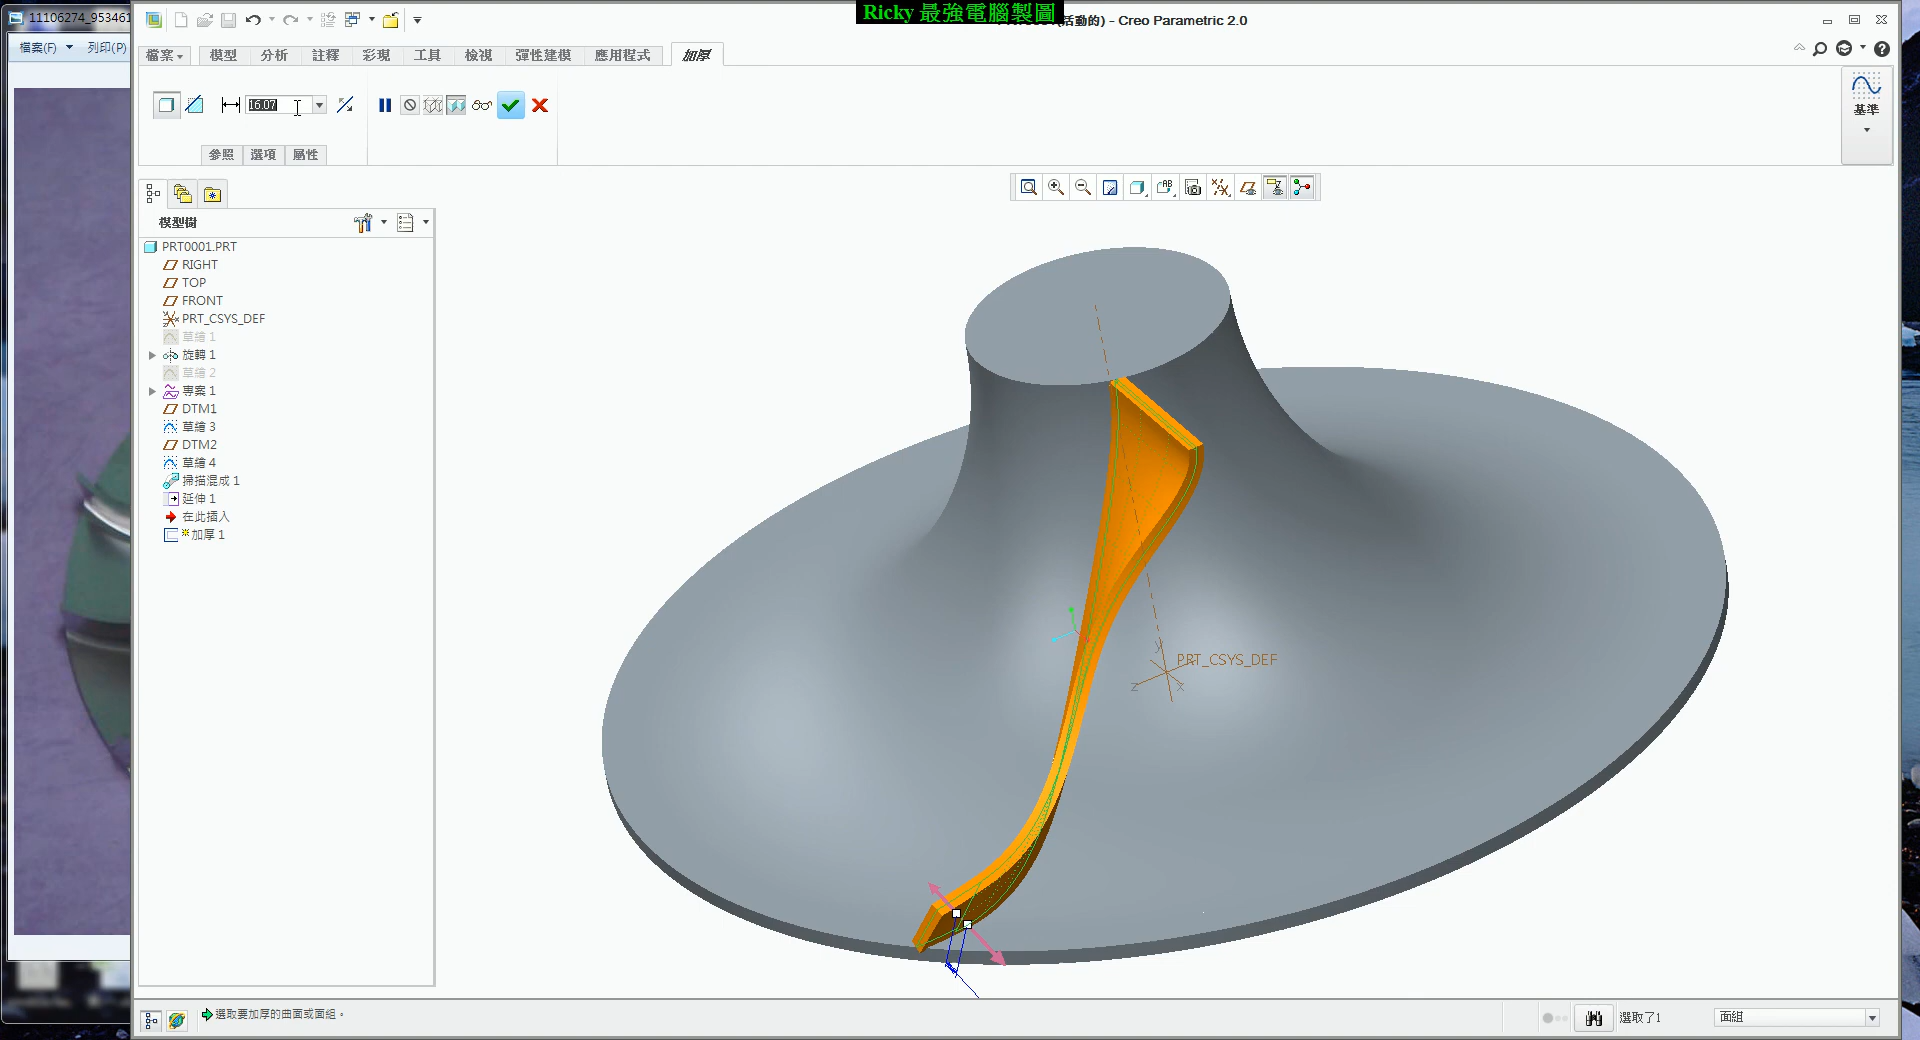 11106274_953461
檔案(F) 列印(P)
Ricky 最強電腦製圖
(活動的) - Creo Parametric 2.0
檔案 模型 分析 註釋 彩現 工具 檢視 彈性建模 應用程式 加厚
16.07
參照 選項 屬性
基準
模型樹
PRT0001.PRT
RIGHT
TOP
FRONT
PRT_CSYS_DEF
草繪 1
旋轉 1
草繪 2
專案 1
DTM1
草繪 3
DTM2
草繪 4
掃描混成 1
延伸 1
在此插入
加厚 1
y
PRT_CSYS_DEF
z x
選取要加厚的曲面或面組。
選取了1
面組